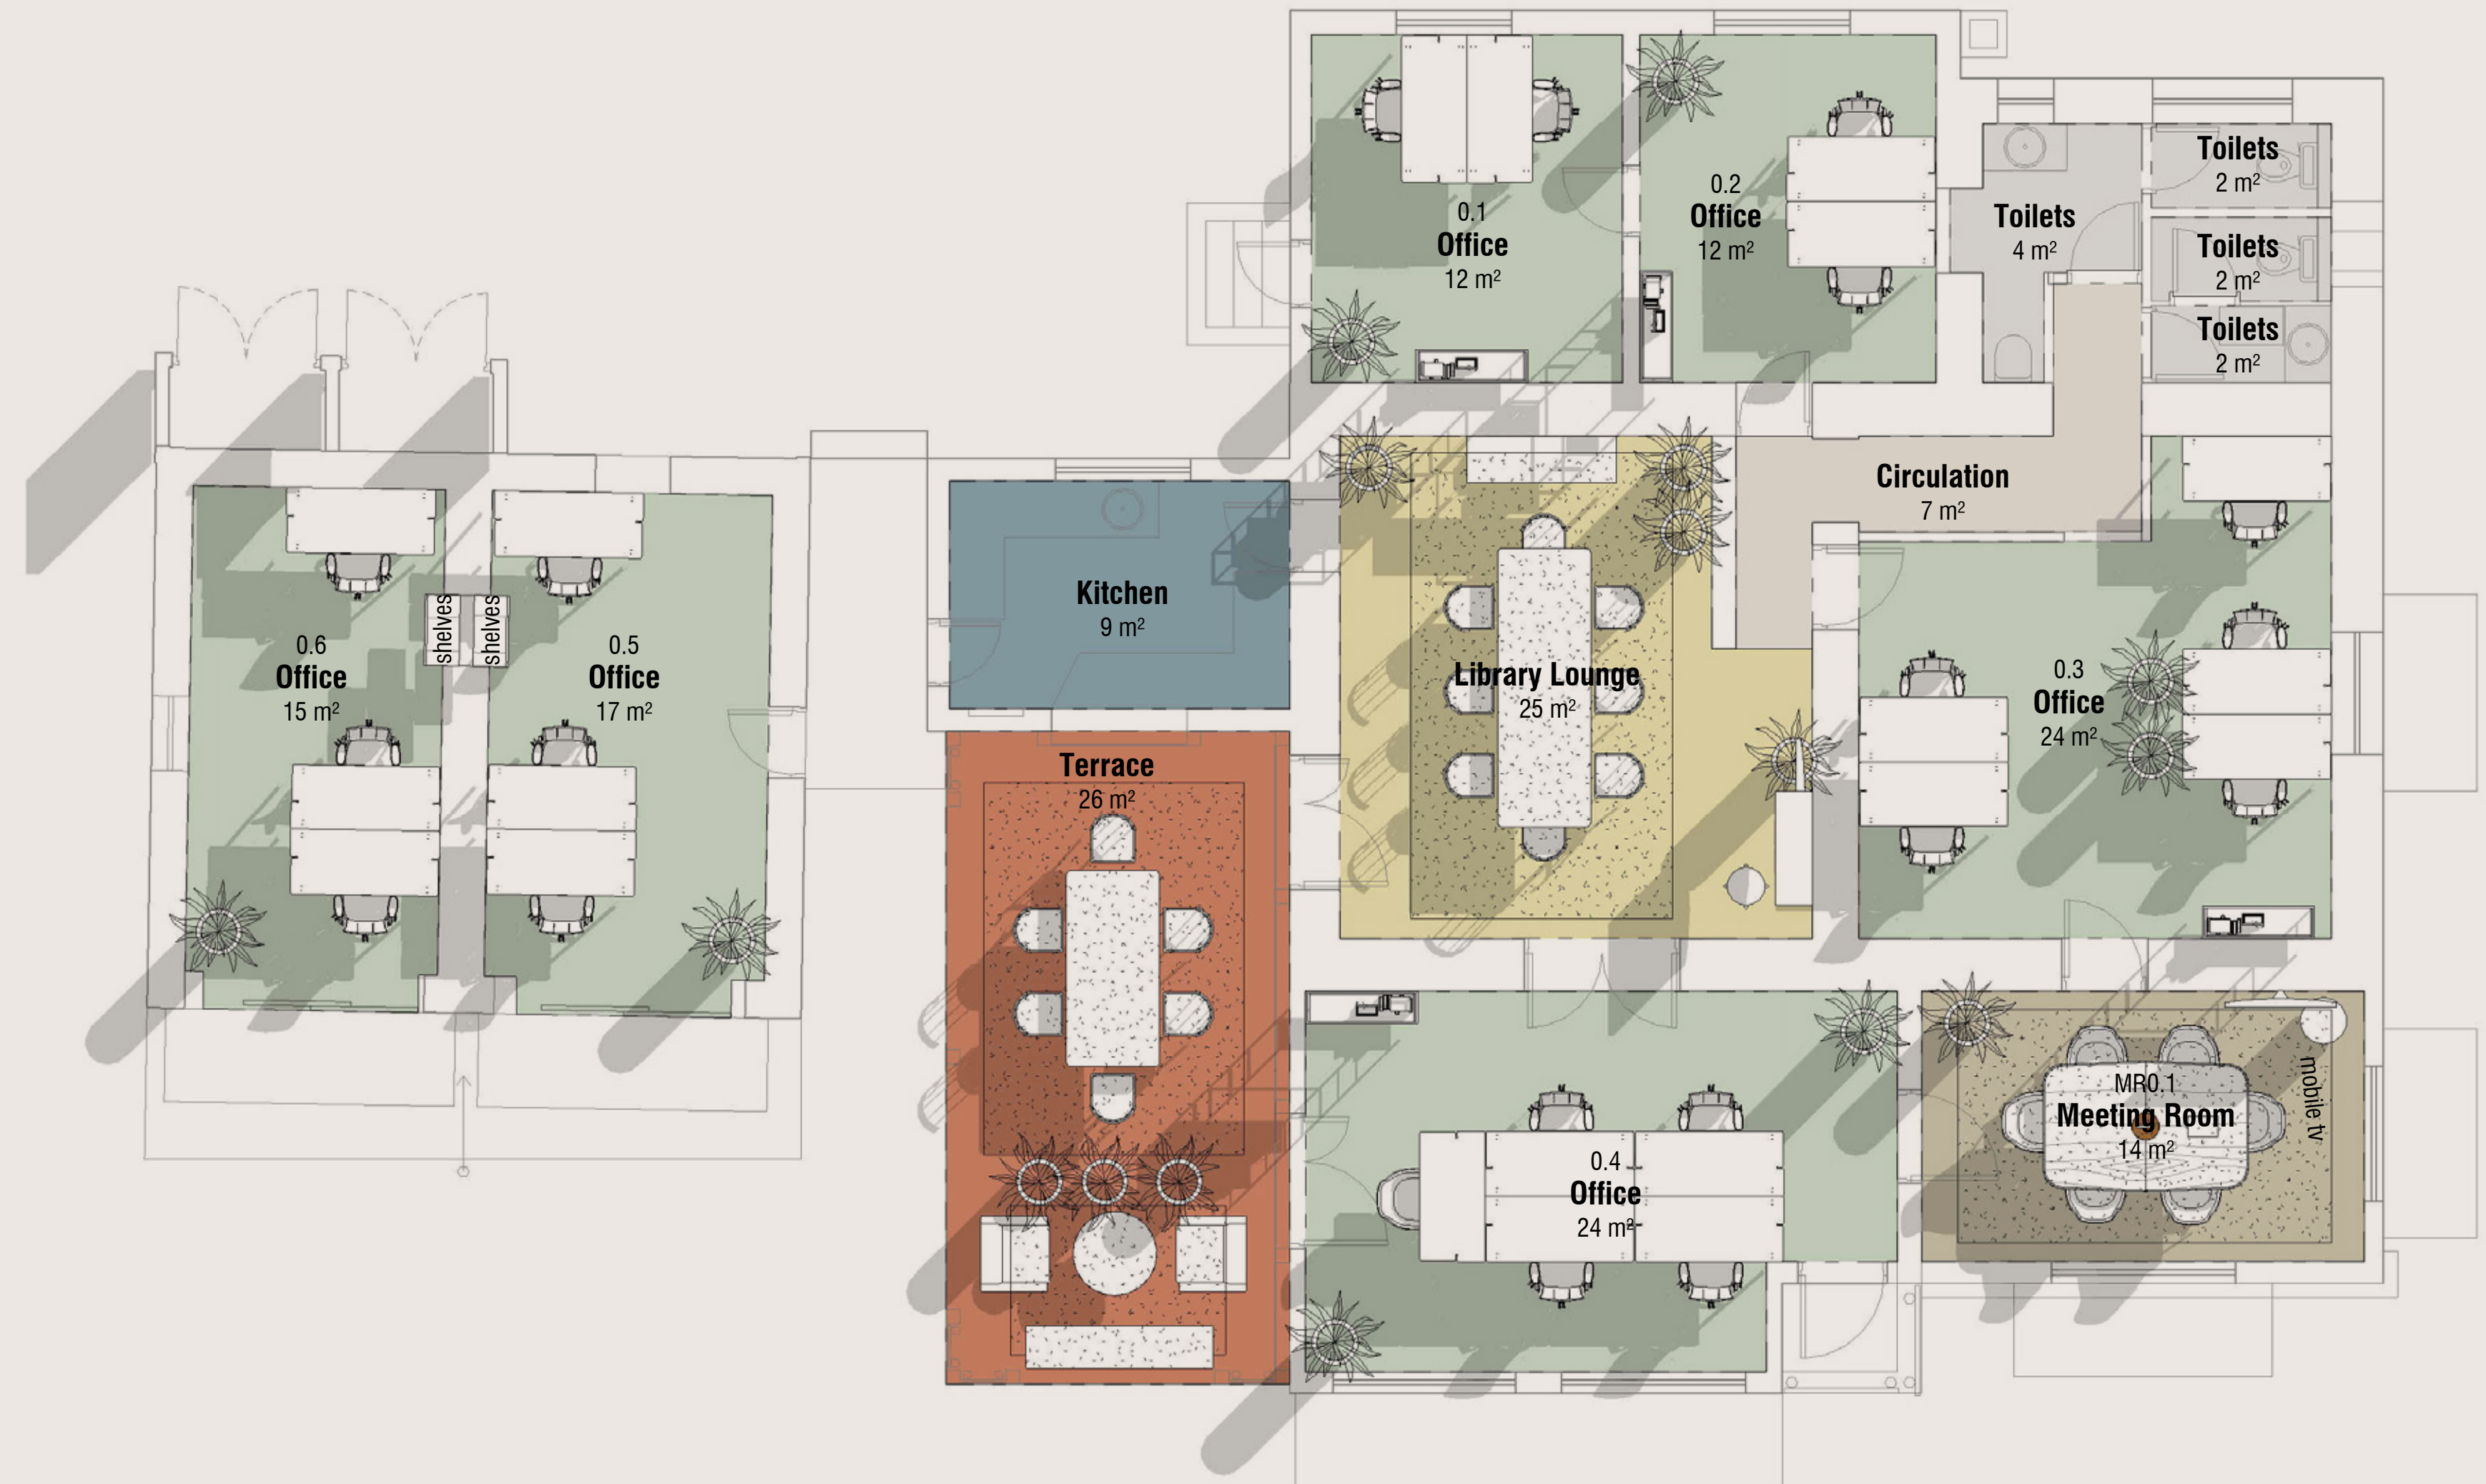 0.1
Office
12 m²
0.2
Office
12 m²
Toilets
4 m²
Toilets
2 m²
Toilets
2 m²
Toilets
2 m²
Circulation
7 m²
Kitchen
9 m²
Library Lounge
25 m²
0.3
Office
24 m²
shelves
shelves
0.6
Office
15 m²
0.5
Office
17 m²
Terrace
26 m²
0.4
Office
24 m²
MR0.1
Meeting Room
14 m²
mobile tv